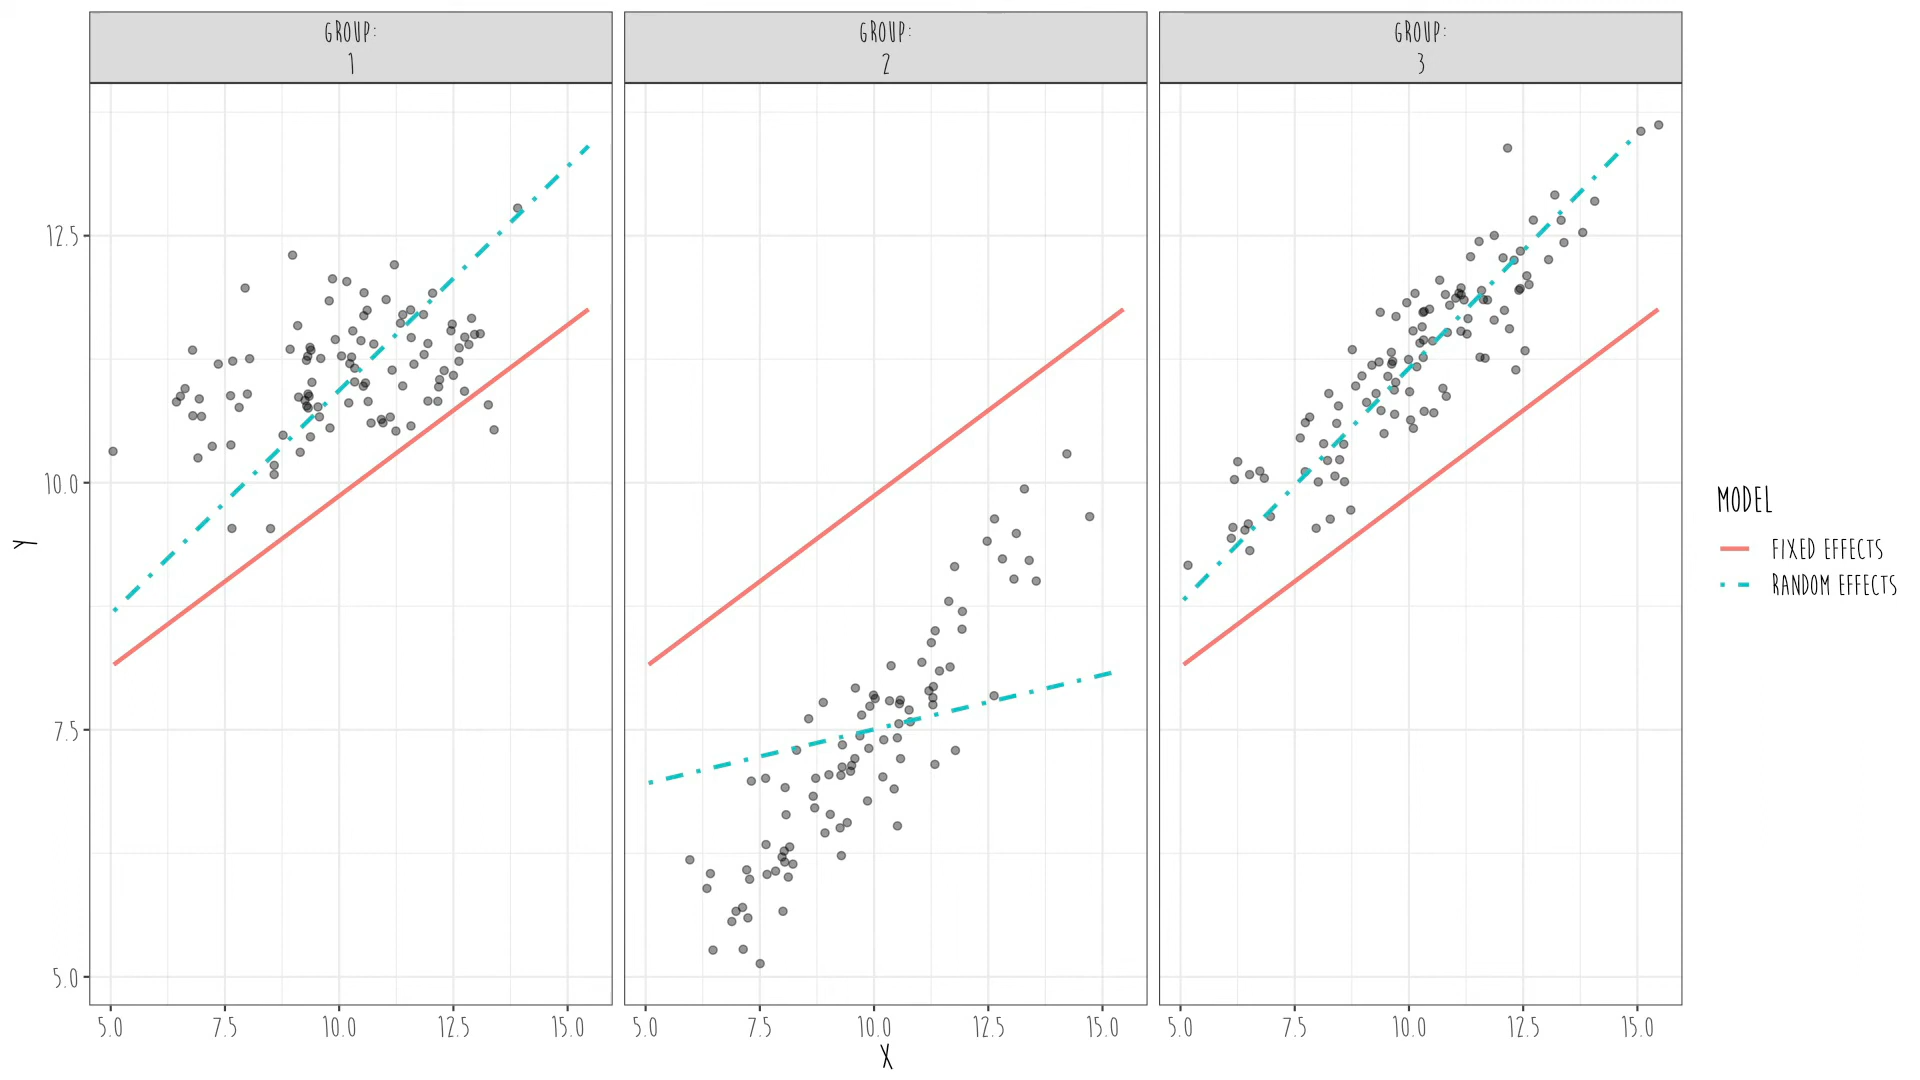 GROUP:
1
GROUP:
2
GROUP:
3
12.5
10.0
7.5
5.0
Y
5.0 7.5 10.0 12.5 15.0
5.0 7.5 10.0 12.5 15.0
5.0 7.5 10.0 12.5 15.0
X
MODEL
FIXED EFFECTS
RANDOM EFFECTS